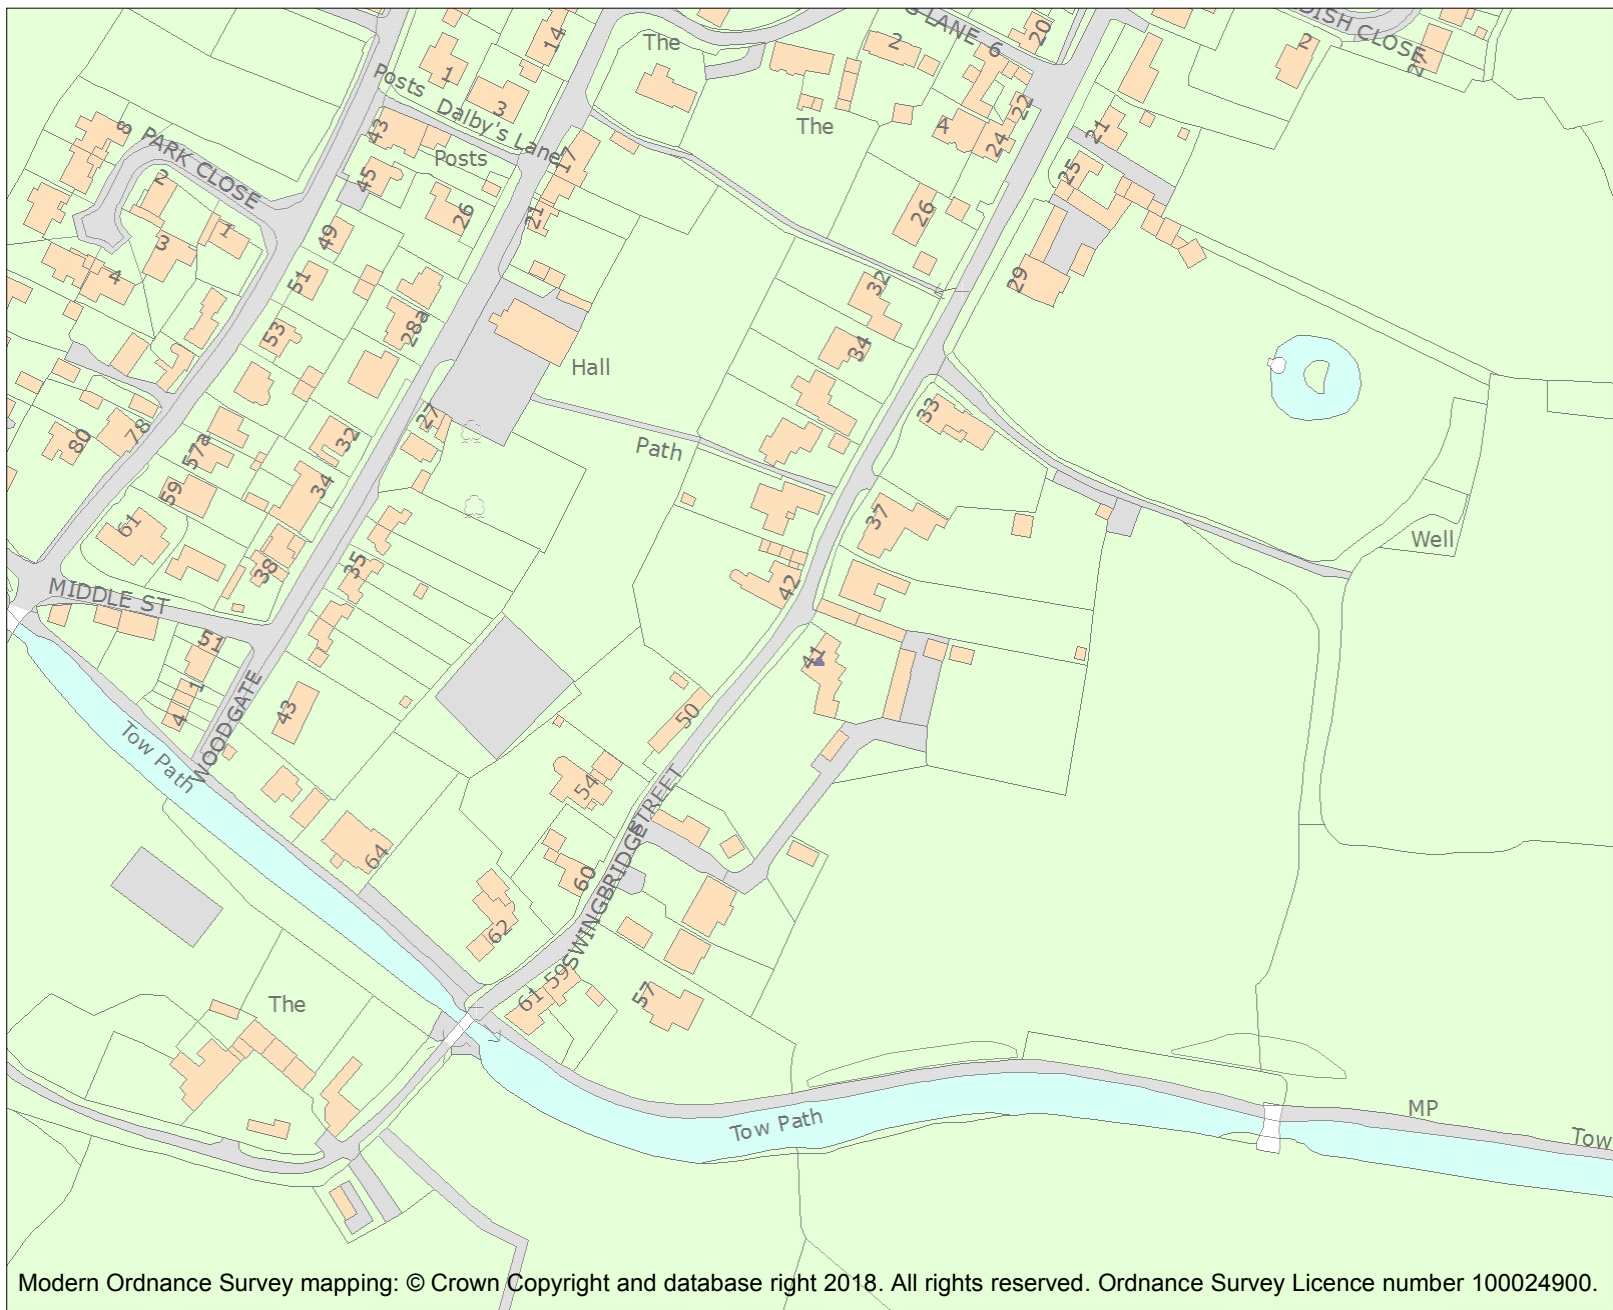 G LANE
6
20
DISH CLOSE
27
2
The
14
2
1
Posts
3
Dalby's Lane
43
Posts
17
The
4
22
24
21
25
8
PARK CLOSE
2
45
26
21
26
49
1
3
4
51
32
29
53
28a
34
Hall
27
33
80
78
57a
32
Path
59
34
61
37
Well
38
35
42
MIDDLE ST
51
1
4
41
WOODGATE
43
50
Tow Path
54
SWINGBRIDGE STREET
64
60
62
59
61
57
The
MP
Tow Path
Tow
Modern Ordnance Survey mapping: © Crown Copyright and database right 2018. All rights reserved. Ordnance Survey Licence number 100024900.